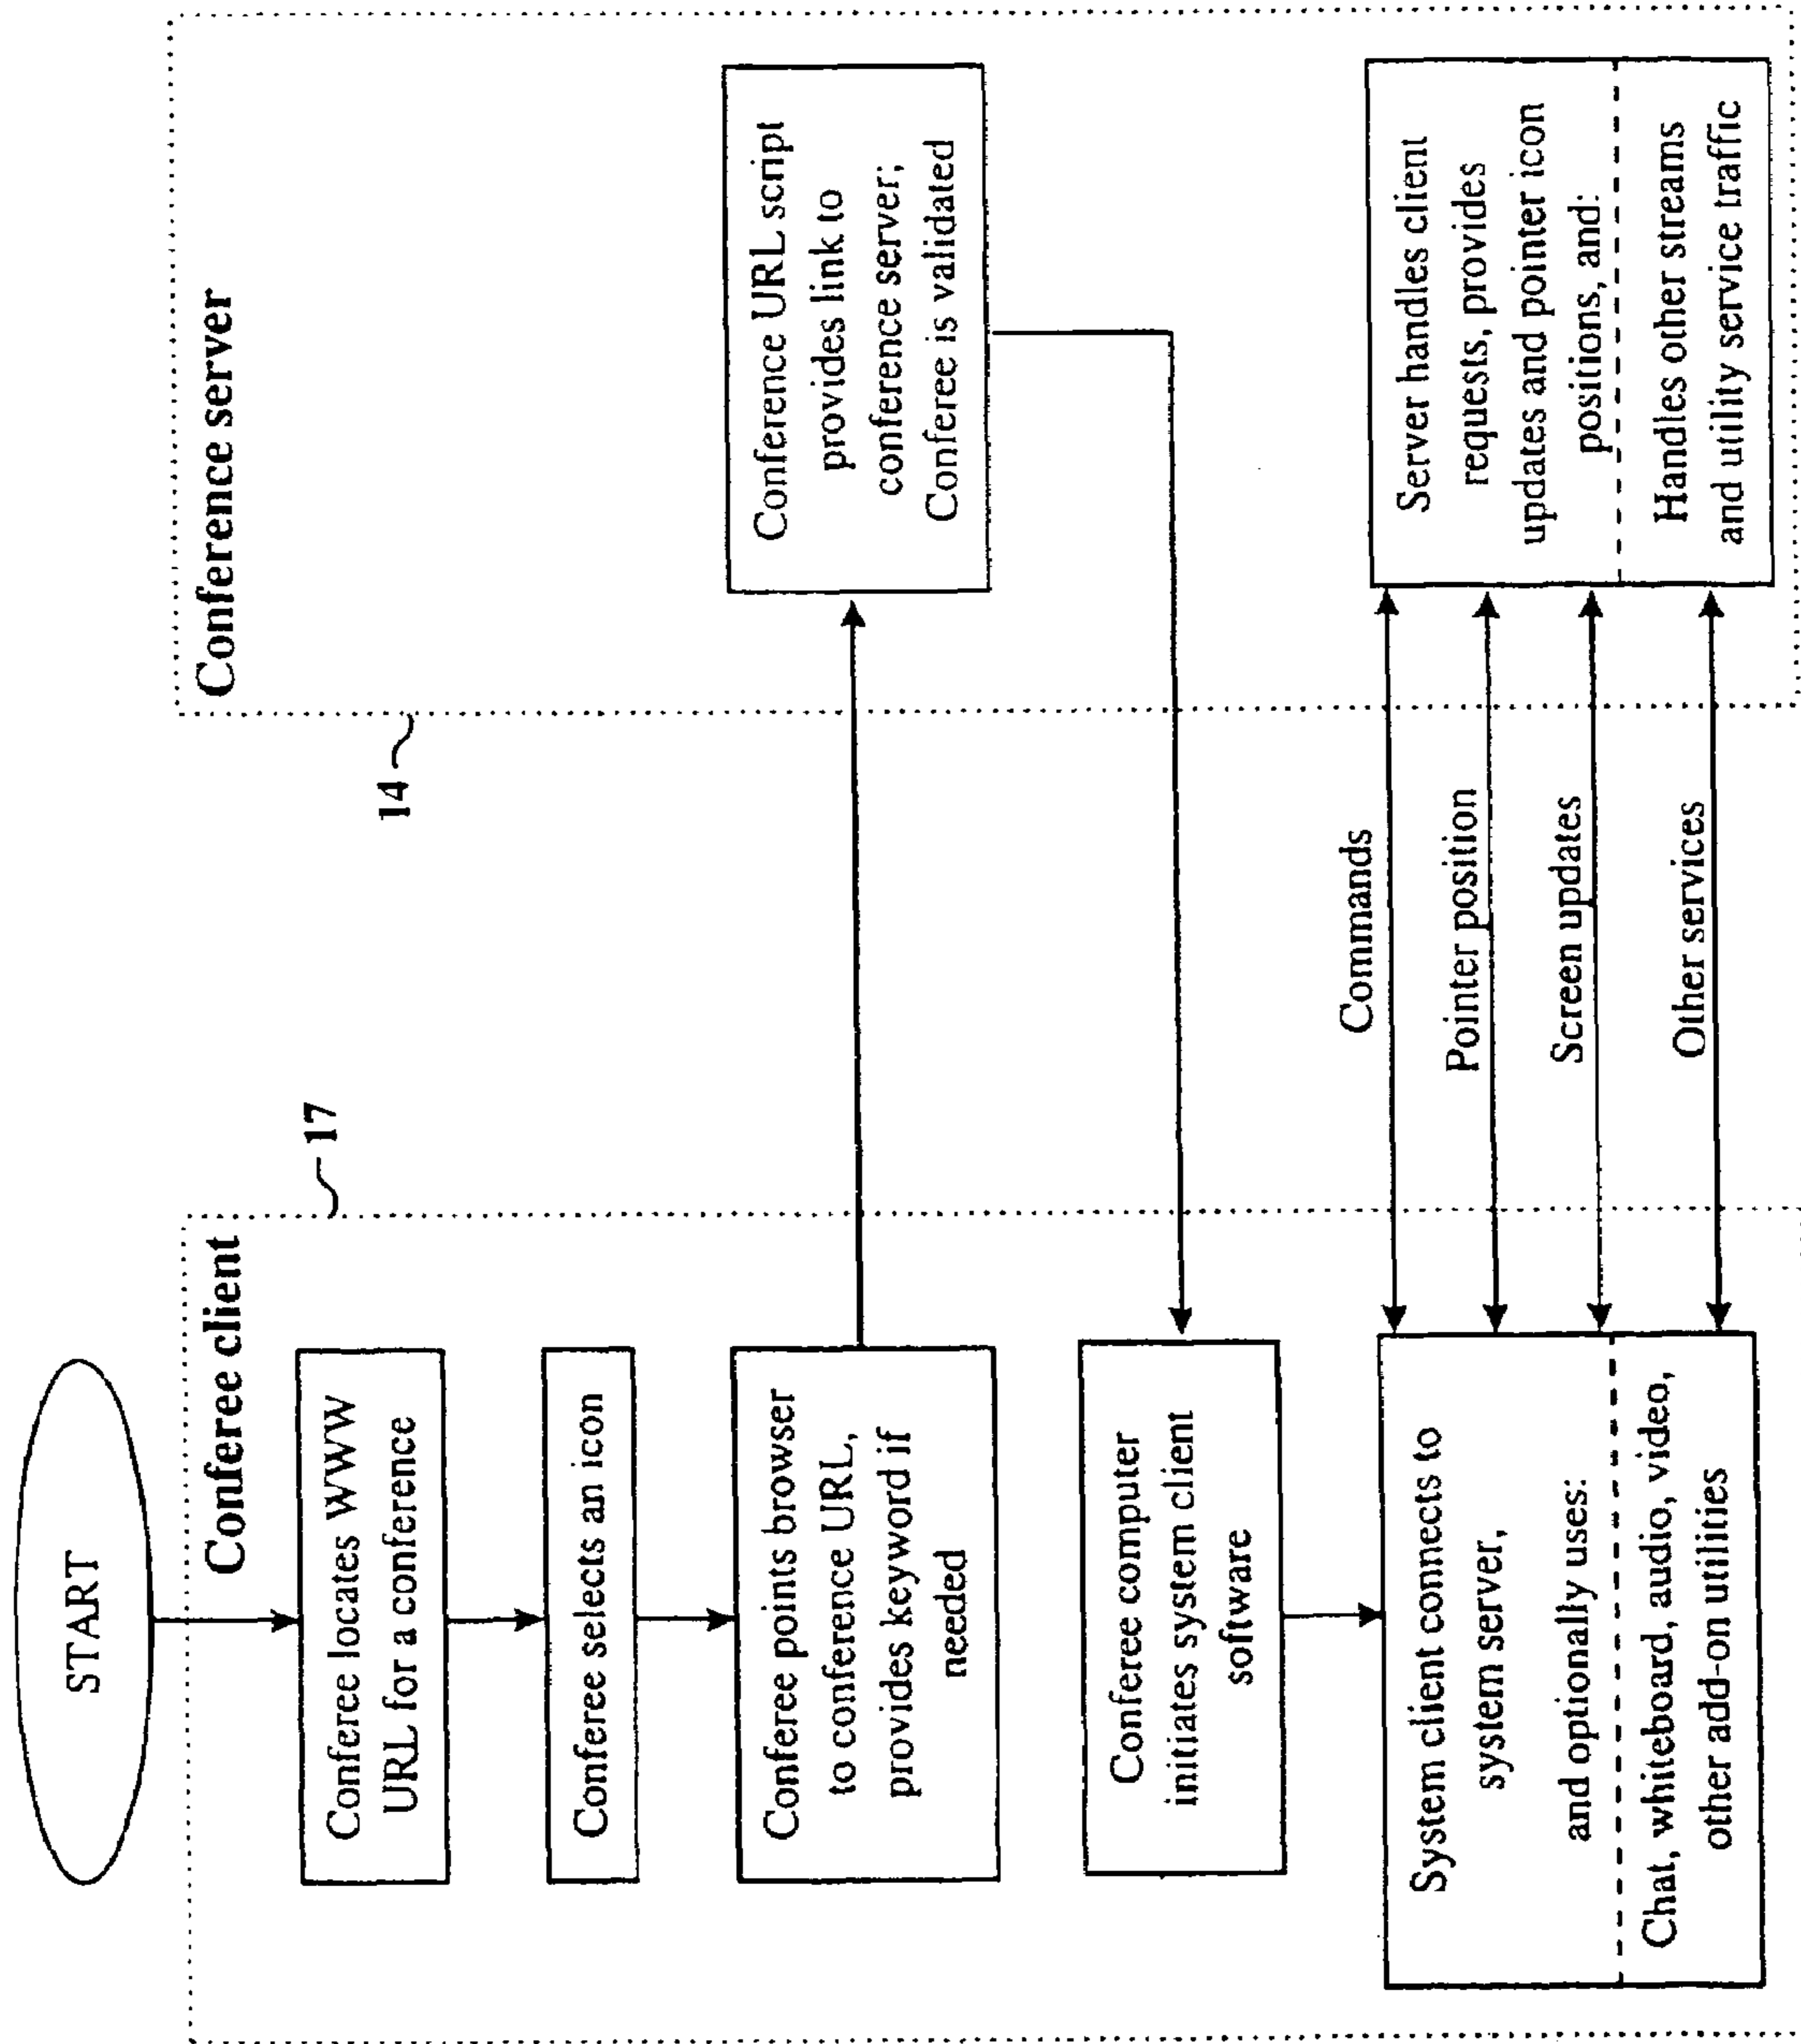 START
Conferee client
17
Conferee locates WWW
URL for a conference
Conferee selects an icon
Conferee points browser
to conference URL,
provides keyword if
needed
Conferee computer
initiates system client
software
System client connects to
system server,
and optionally uses:
Chat, whiteboard, audio, video,
other add-on utilities
Commands
Pointer position
Screen updates
Other services
14
Conference server
Conference URL script
provides link to
conference server;
Conferee is validated
Server handles client
requests, provides
updates and pointer icon
positions, and:
Handles other streams
and utility service traffic